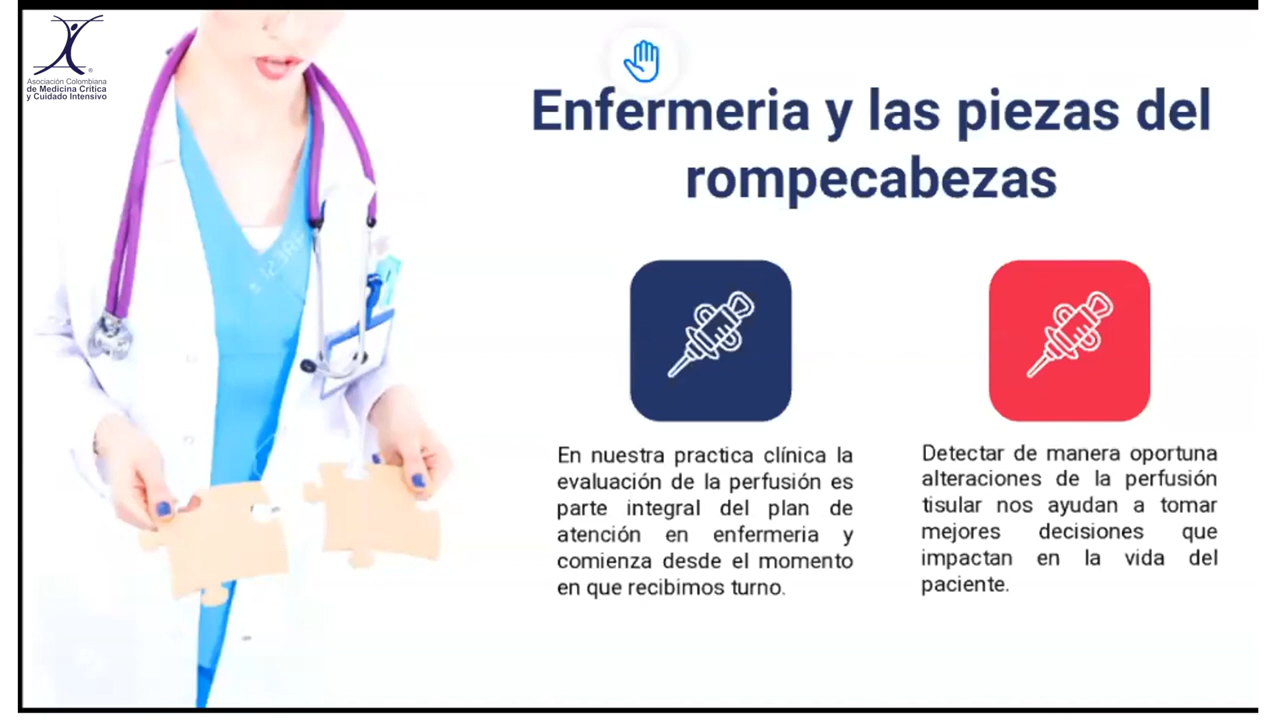 Asociación Colombiana
de Medicina Crítica
y Cuidado Intensivo
Enfermeria y las piezas del
rompecabezas
123RF
En nuestra practica clínica la
evaluación de la perfusión es
parte integral del plan de
atención en enfermeria y
comienza desde el momento
en que recibimos turno.
Detectar de manera oportuna
alteraciones de la perfusión
tisular nos ayudan a tomar
mejores decisiones que
impactan en la vida del
paciente.